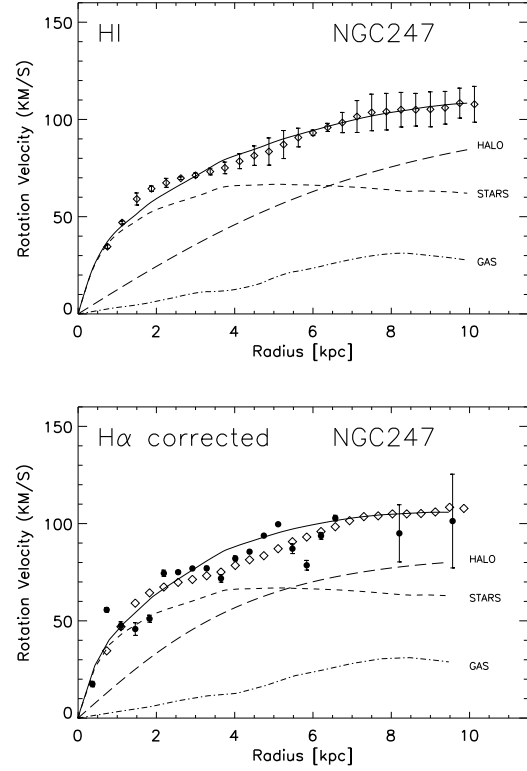 HI NGC247
150
100
50
0
Rotation Velocity (KM/S)
HALO
STARS
GAS
0 2 4 6 8 10
Radius [kpc]
Hα corrected NGC247
150
100
50
0
Rotation Velocity (KM/S)
HALO
STARS
GAS
0 2 4 6 8 10
Radius [kpc]